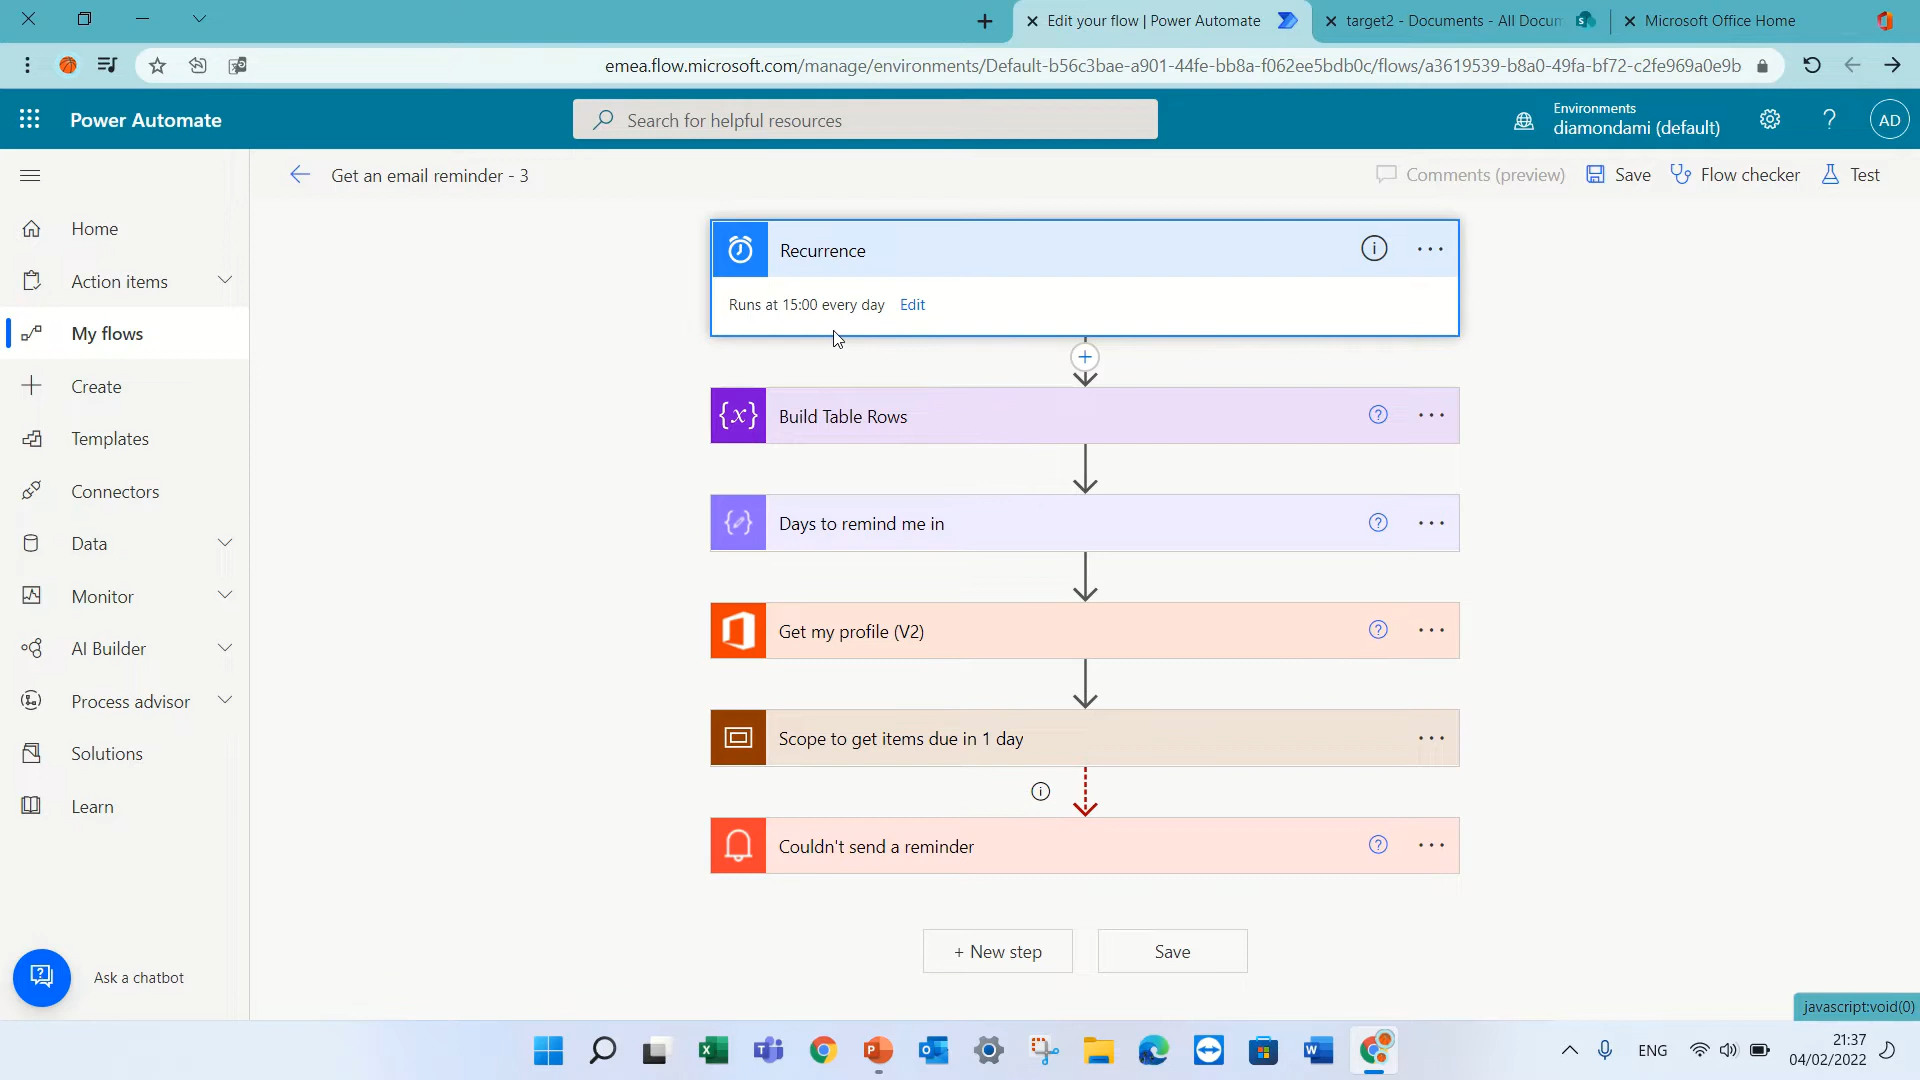 Edit your flow | Power Automate
target2 - Documents - All Docum
Microsoft Office Home
emea.flow.microsoft.com/manage/environments/Default-b56c3bae-a901-44fe-bb8a-f062ee5bdb0c/flows/a3619539-b8a0-49fa-bf72-c2fe969a0e9b
Power Automate
Search for helpful resources
Environments
diamondami (default)
AD
Get an email reminder - 3
Comments (preview)
Save
Flow checker
Test
Home
Action items
My flows
Create
Templates
Connectors
Data
Monitor
AI Builder
Process advisor
Solutions
Learn
Ask a chatbot
Recurrence
Runs at 15:00 every day Edit
Build Table Rows
Days to remind me in
Get my profile (V2)
Scope to get items due in 1 day
Couldn't send a reminder
+ New step
Save
javascript:void(0)
ENG
21:37
04/02/2022